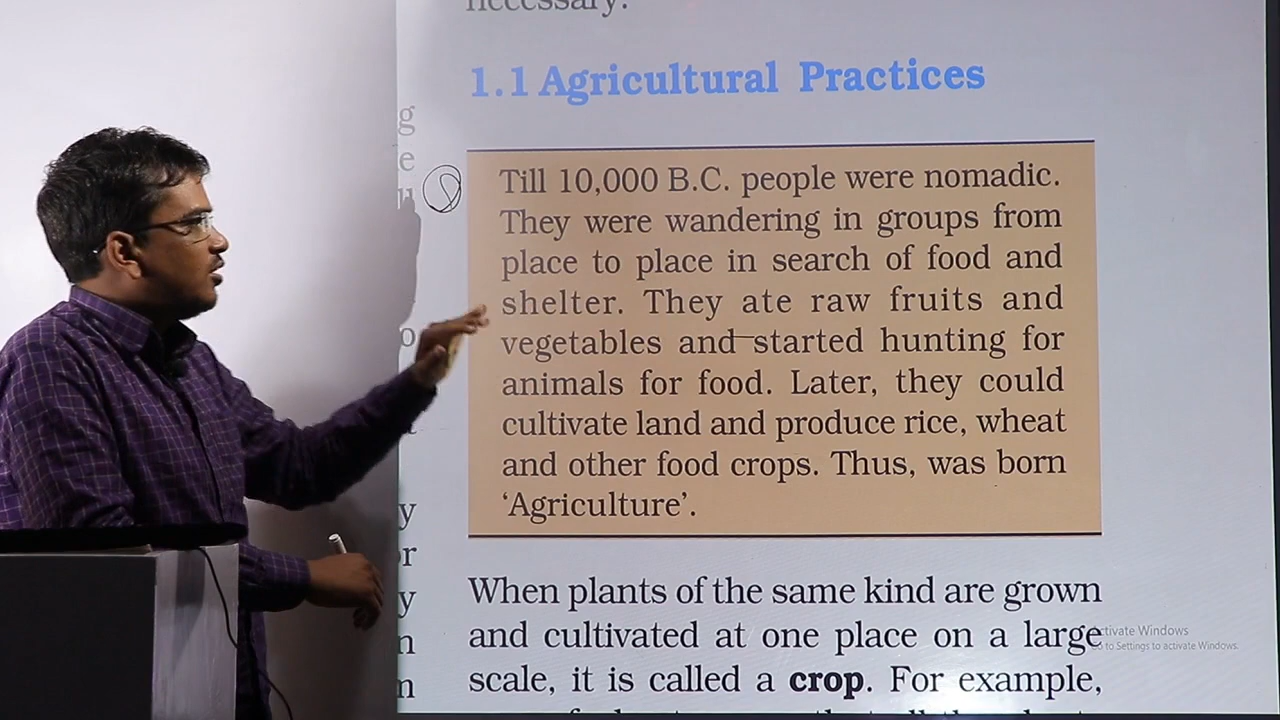 necessary.
1.1 Agricultural Practices
g
e
u
Till 10,000 B.C. people were nomadic.
They were wandering in groups from
place to place in search of food and
shelter. They ate raw fruits and
o
vegetables and started hunting for
animals for food. Later, they could
cultivate land and produce rice, wheat
and other food crops. Thus, was born
y
'Agriculture'.
r
When plants of the same kind are grown
y
and cultivated at one place on a large
n
scale, it is called a crop. For example,
m
Activate Windows
Go to Settings to activate Windows.